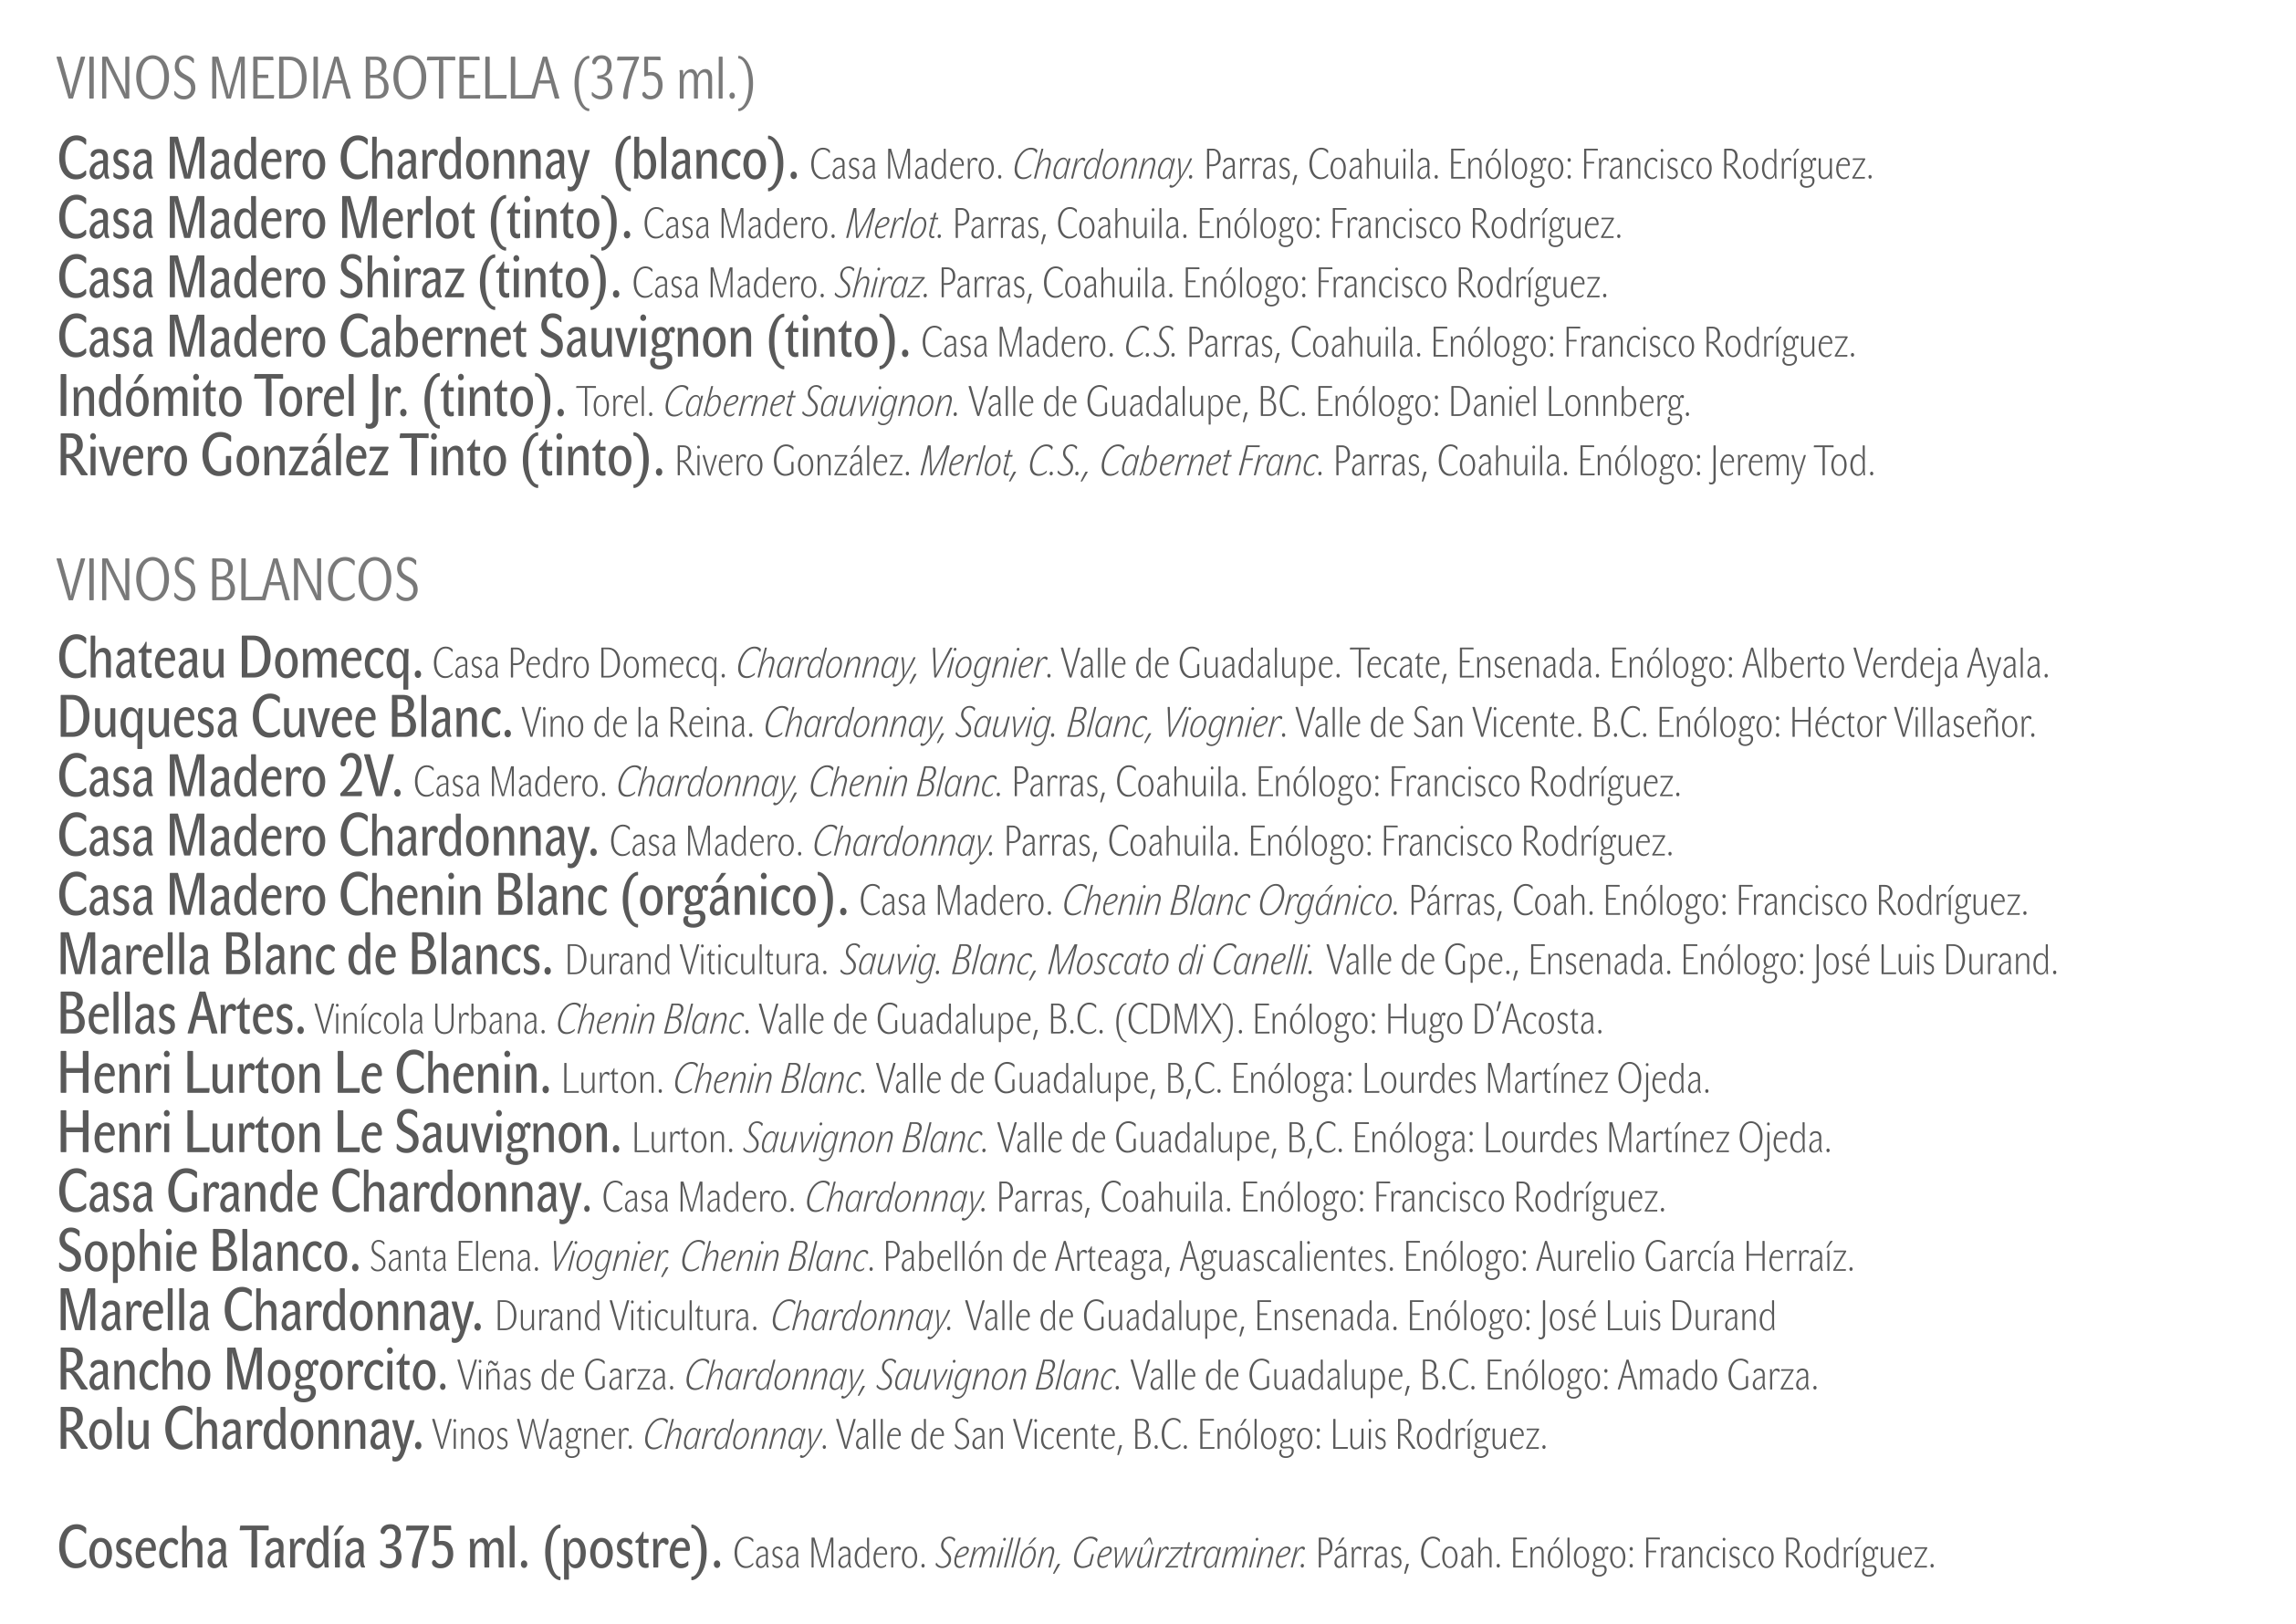 VINOS MEDIA BOTELLA (375 ml.)
Casa Madero Chardonnay (blanco). Casa Madero. Chardonnay. Parras, Coahuila. Enólogo: Francisco Rodríguez.
Casa Madero Merlot (tinto). Casa Madero. Merlot. Parras, Coahuila. Enólogo: Francisco Rodríguez.
Casa Madero Shiraz (tinto). Casa Madero. Shiraz. Parras, Coahuila. Enólogo: Francisco Rodríguez.
Casa Madero Cabernet Sauvignon (tinto). Casa Madero. C.S. Parras, Coahuila. Enólogo: Francisco Rodríguez.
Indómito Torel Jr. (tinto). Torel. Cabernet Sauvignon. Valle de Guadalupe, BC. Enólogo: Daniel Lonnberg.
Rivero González Tinto (tinto). Rivero González. Merlot, C.S., Cabernet Franc. Parras, Coahuila. Enólogo: Jeremy Tod.
VINOS BLANCOS
Chateau Domecq. Casa Pedro Domecq. Chardonnay, Viognier. Valle de Guadalupe. Tecate, Ensenada. Enólogo: Alberto Verdeja Ayala.
Duquesa Cuvee Blanc. Vino de la Reina. Chardonnay, Sauvig. Blanc, Viognier. Valle de San Vicente. B.C. Enólogo: Héctor Villaseñor.
Casa Madero 2V. Casa Madero. Chardonnay, Chenin Blanc. Parras, Coahuila. Enólogo: Francisco Rodríguez.
Casa Madero Chardonnay. Casa Madero. Chardonnay. Parras, Coahuila. Enólogo: Francisco Rodríguez.
Casa Madero Chenin Blanc (orgánico). Casa Madero. Chenin Blanc Orgánico. Párras, Coah. Enólogo: Francisco Rodríguez.
Marella Blanc de Blancs. Durand Viticultura. Sauvig. Blanc, Moscato di Canelli. Valle de Gpe., Ensenada. Enólogo: José Luis Durand.
Bellas Artes. Vinícola Urbana. Chenin Blanc. Valle de Guadalupe, B.C. (CDMX). Enólogo: Hugo D'Acosta.
Henri Lurton Le Chenin. Lurton. Chenin Blanc. Valle de Guadalupe, B,C. Enóloga: Lourdes Martínez Ojeda.
Henri Lurton Le Sauvignon. Lurton. Sauvignon Blanc. Valle de Guadalupe, B,C. Enóloga: Lourdes Martínez Ojeda.
Casa Grande Chardonnay. Casa Madero. Chardonnay. Parras, Coahuila. Enólogo: Francisco Rodríguez.
Sophie Blanco. Santa Elena. Viognier, Chenin Blanc. Pabellón de Arteaga, Aguascalientes. Enólogo: Aurelio García Herraíz.
Marella Chardonnay. Durand Viticultura. Chardonnay. Valle de Guadalupe, Ensenada. Enólogo: José Luis Durand
Rancho Mogorcito. Viñas de Garza. Chardonnay, Sauvignon Blanc. Valle de Guadalupe, B.C. Enólogo: Amado Garza.
Rolu Chardonnay. Vinos Wagner. Chardonnay. Valle de San Vicente, B.C. Enólogo: Luis Rodríguez.
Cosecha Tardía 375 ml. (postre). Casa Madero. Semillón, Gewûrztraminer. Párras, Coah. Enólogo: Francisco Rodríguez.